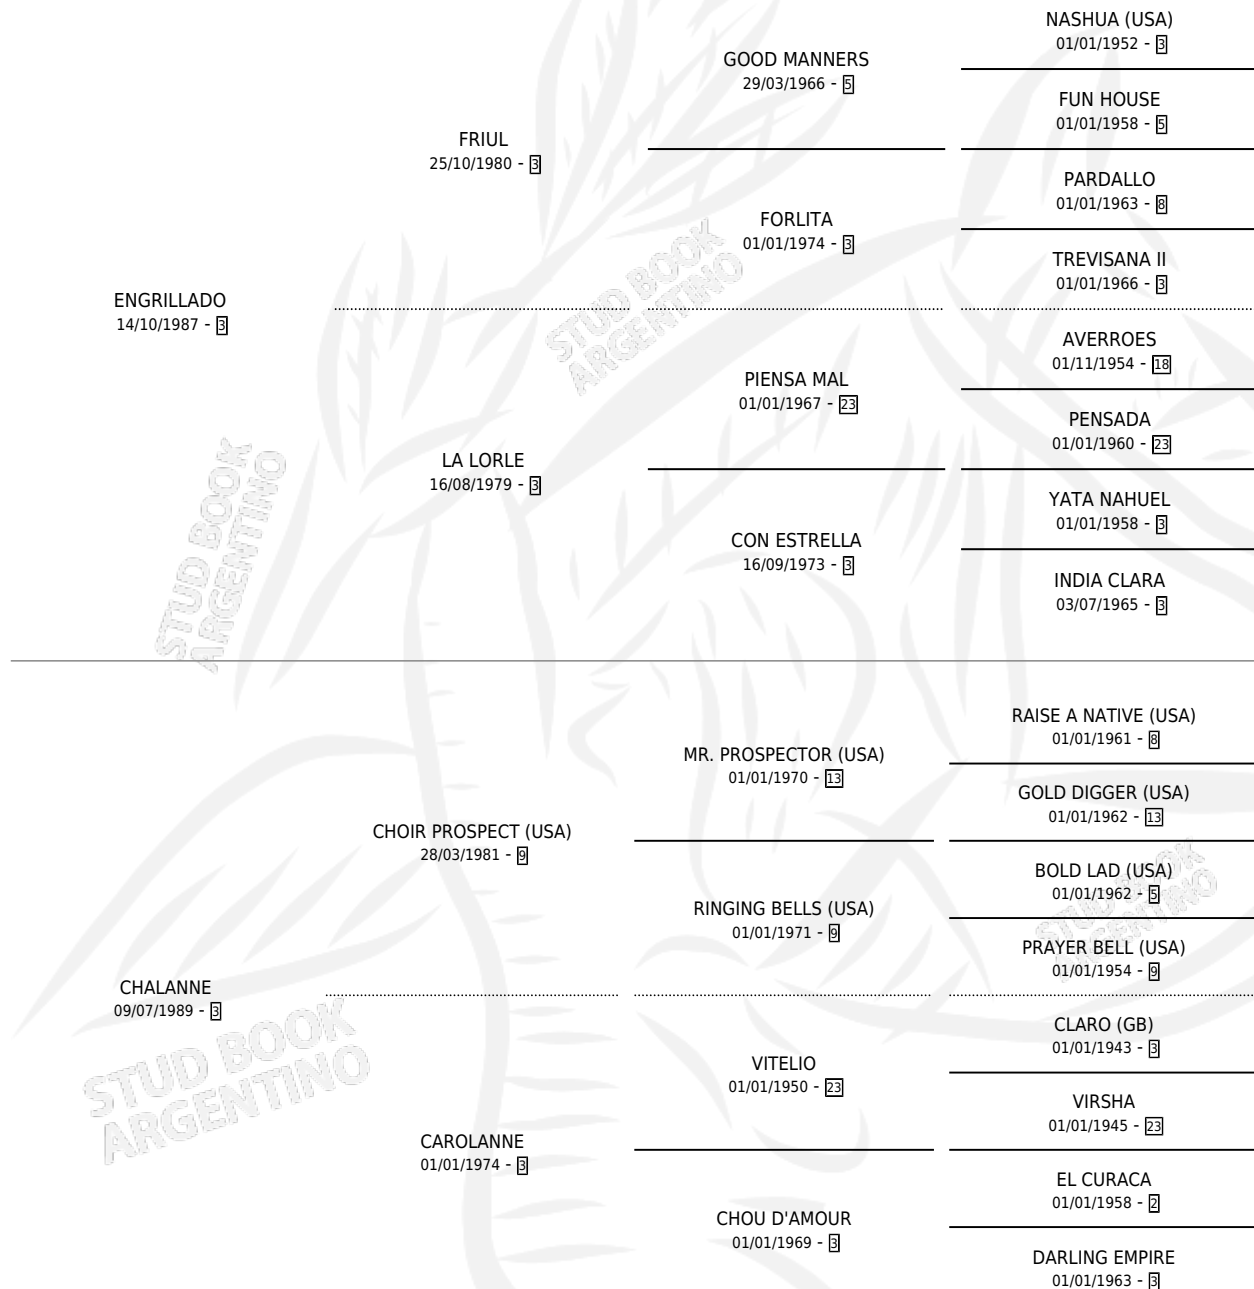 NASHUA (USA)
01/01/1952 - 3
GOOD MANNERS
29/03/1966 - 5
FUN HOUSE
01/01/1958 - 5
FRIUL
25/10/1980 - 3
PARDALLO
01/01/1963 - 8
FORLITA
01/01/1974 - 3
TREVISANA II
01/01/1966 - 3
ENGRILLADO
14/10/1987 - 3
AVERROES
01/11/1954 - 18
PIENSA MAL
01/01/1967 - 23
PENSADA
01/01/1960 - 23
LA LORLE
16/08/1979 - 3
YATA NAHUEL
01/01/1958 - 3
CON ESTRELLA
16/09/1973 - 3
INDIA CLARA
03/07/1965 - 3
RAISE A NATIVE (USA)
01/01/1961 - 8
MR. PROSPECTOR (USA)
01/01/1970 - 13
GOLD DIGGER (USA)
01/01/1962 - 13
CHOIR PROSPECT (USA)
28/03/1981 - 9
BOLD LAD (USA)
01/01/1962 - 5
RINGING BELLS (USA)
01/01/1971 - 9
PRAYER BELL (USA)
01/01/1954 - 9
CHALANNE
09/07/1989 - 3
CLARO (GB)
01/01/1943 - 3
VITELIO
01/01/1950 - 23
VIRSHA
01/01/1945 - 23
CAROLANNE
01/01/1974 - 3
EL CURACA
01/01/1958 - 2
CHOU D'AMOUR
01/01/1969 - 3
DARLING EMPIRE
01/01/1963 - 3
STUD BOOK
ARGENTINO
STUD BOOK
ARGENTINO
STUD BOOK
ARGENTINO
STUD BOOK
ARGENTINO